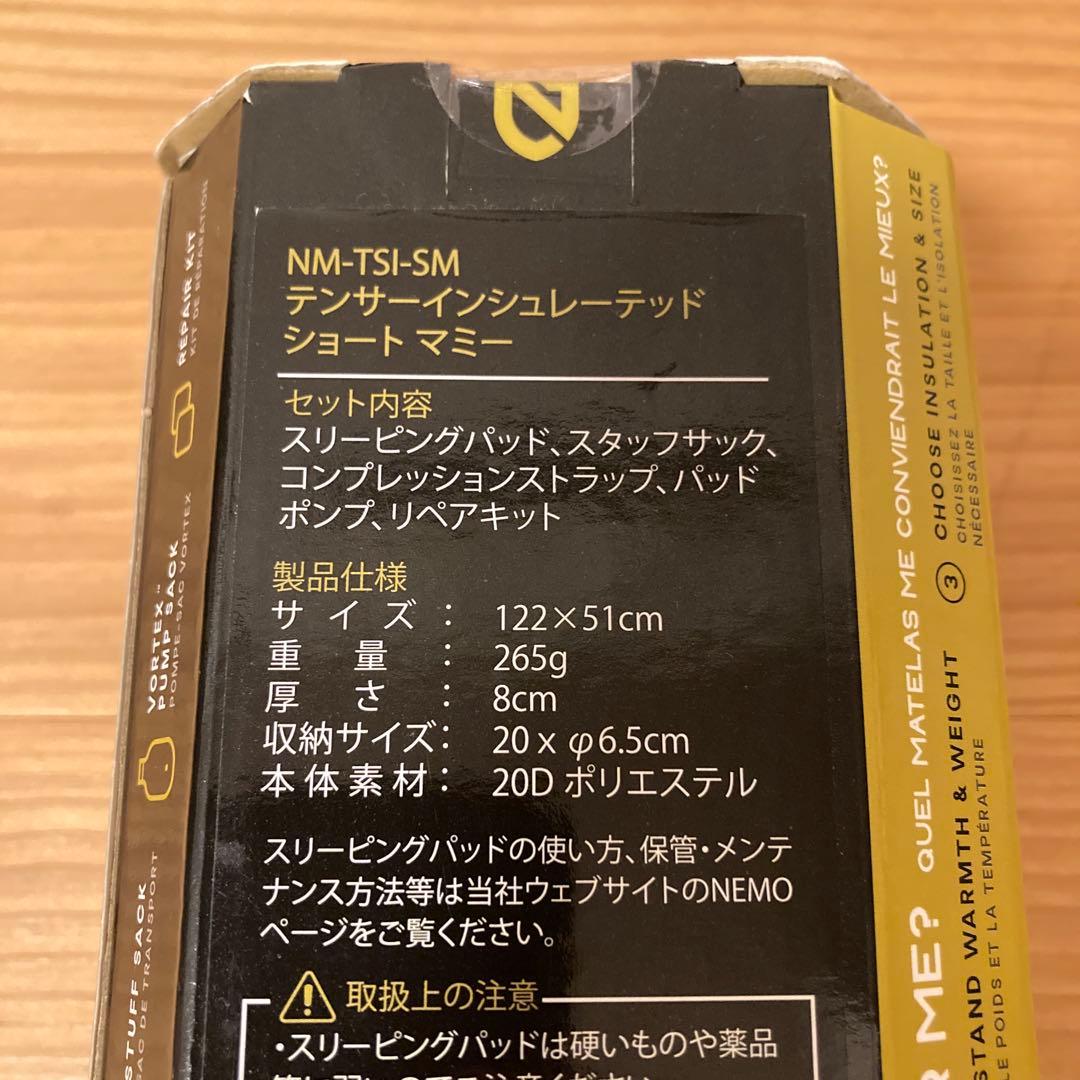 NM-TSI-SM
テンサーインシュレーテッド
ショート マミー
セット内容
スリーピングパッド、スタッフサック、
コンプレッションストラップ、パッド
ポンプ、リペアキット
製品仕様
サイズ： 122×51cm
重量： 265g
厚さ： 8cm
収納サイズ： 20 x φ6.5cm
本体素材： 20D ポリエステル
スリーピングパッドの使い方、保管・メンテ
ナンス方法等は当社ウェブサイトのNEMO
ページをご覧ください。
取扱上の注意
・スリーピングパッドは硬いものや薬品
REPAIR KIT
KIT DE RÉPARATION
VORTEX™
PUMP SACK
POMPE-SAC VORTEX
STUFF SACK
SAC DE TRANSPORT
ME? QUEL MATELAS ME CONVIENDRAIT LE MIEUX?
STAND WARMTH & WEIGHT
LE POIDS ET LA TEMPÉRATURE
3 CHOOSE INSULATION & SIZE
CHOISISSEZ LA TAILLE ET L'ISOLATION
NÉCESSAIRE